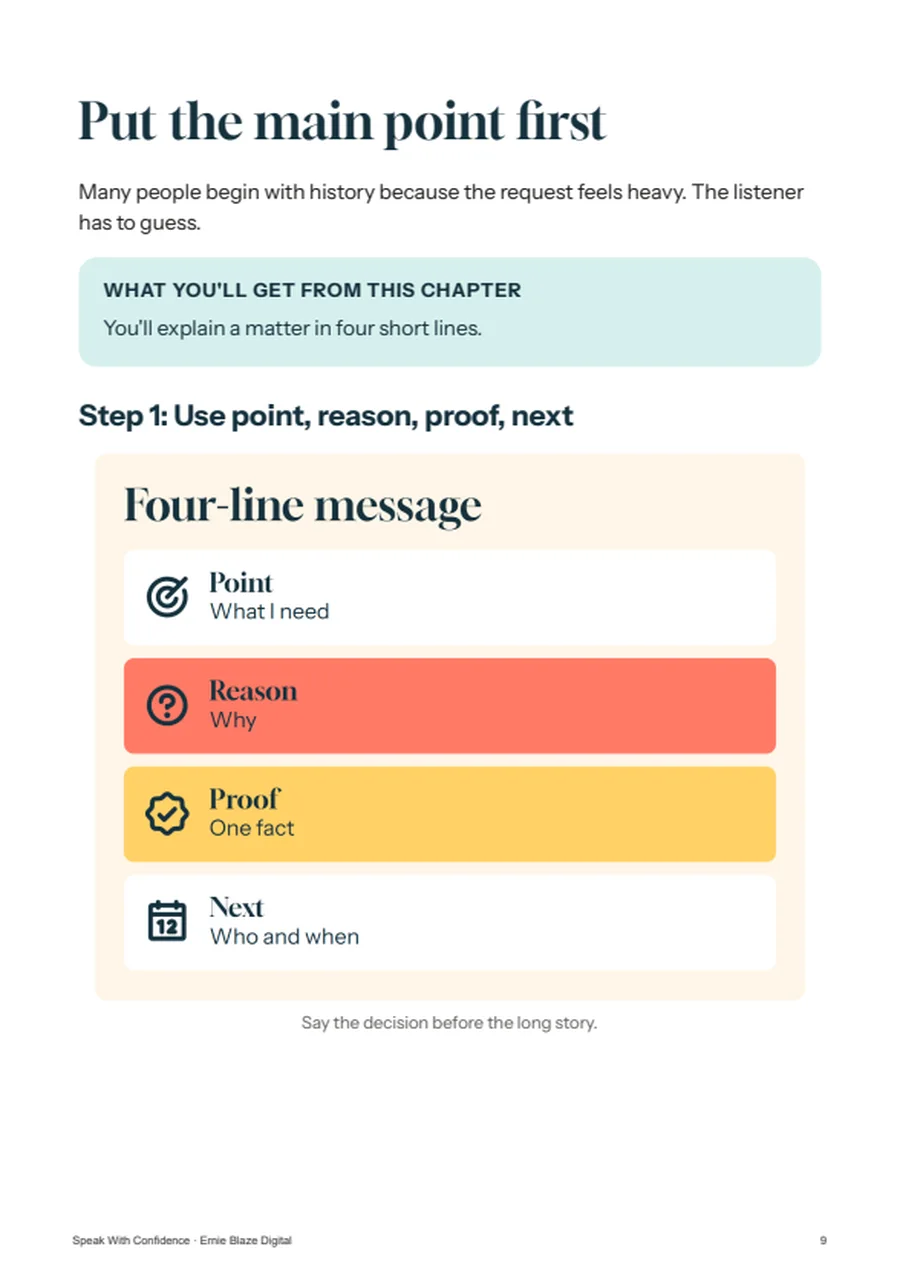 Put the main point first
Many people begin with history because the request feels heavy. The listener
has to guess.
WHAT YOU'LL GET FROM THIS CHAPTER
You'll explain a matter in four short lines.
Step 1: Use point, reason, proof, next
Four-line message
Point
What I need
Reason
Why
Proof
One fact
12
Next
Who and when
Say the decision before the long story.
Speak With Confidence · Ernie Blaze Digital
9